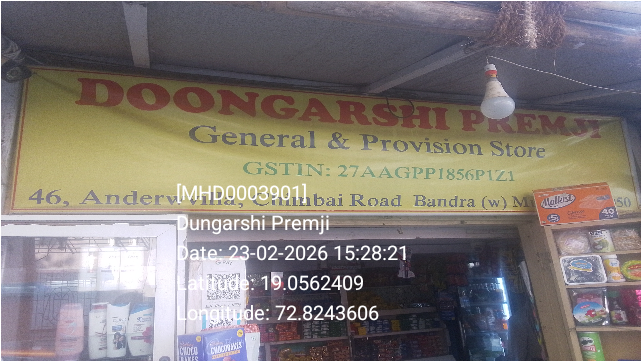 DOONGARSHI PREMJI
General & Provision Store
GSTIN: 27AAGPP1856P1Z1
46, Chimbai Road Bandra (w)
[MHD0003901]
Dungarshi Premji
Date: 23-02-2026 15:28:21
Latitude: 19.0562409
Longitude: 72.8243606